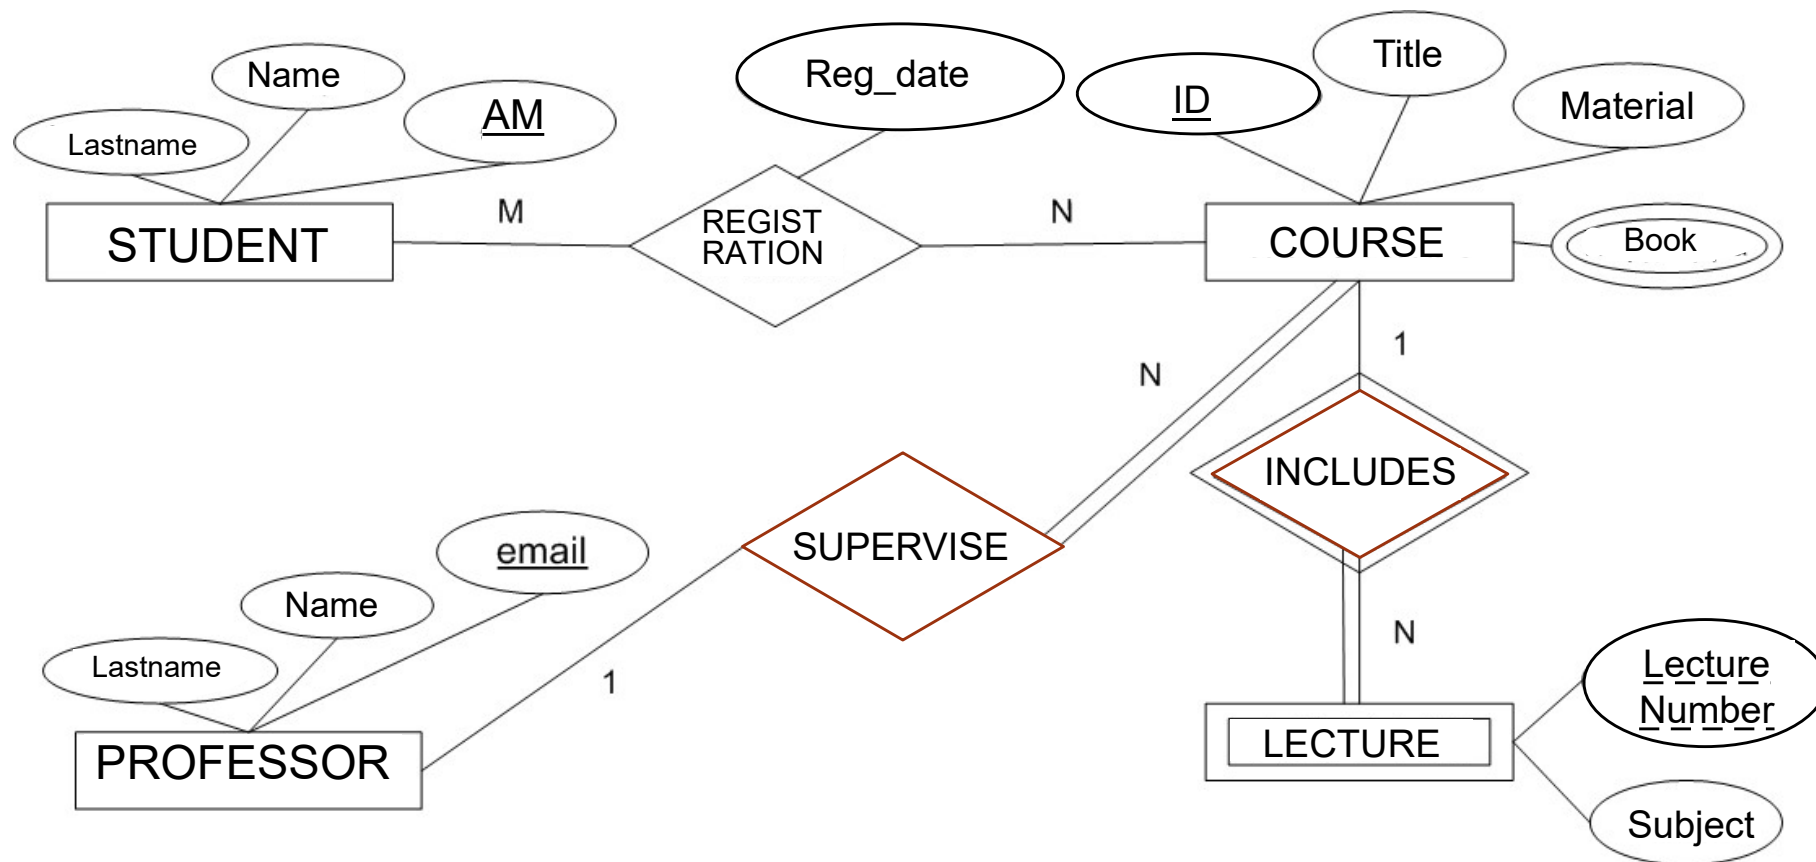 Name
Lastname
AM
Reg_date
ID
Title
Material
STUDENT
M
REGIST
RATION
N
COURSE
Book
N
1
INCLUDES
SUPERVISE
email
Name
Lastname
1
PROFESSOR
N
LECTURE
Lecture
Number
Subject